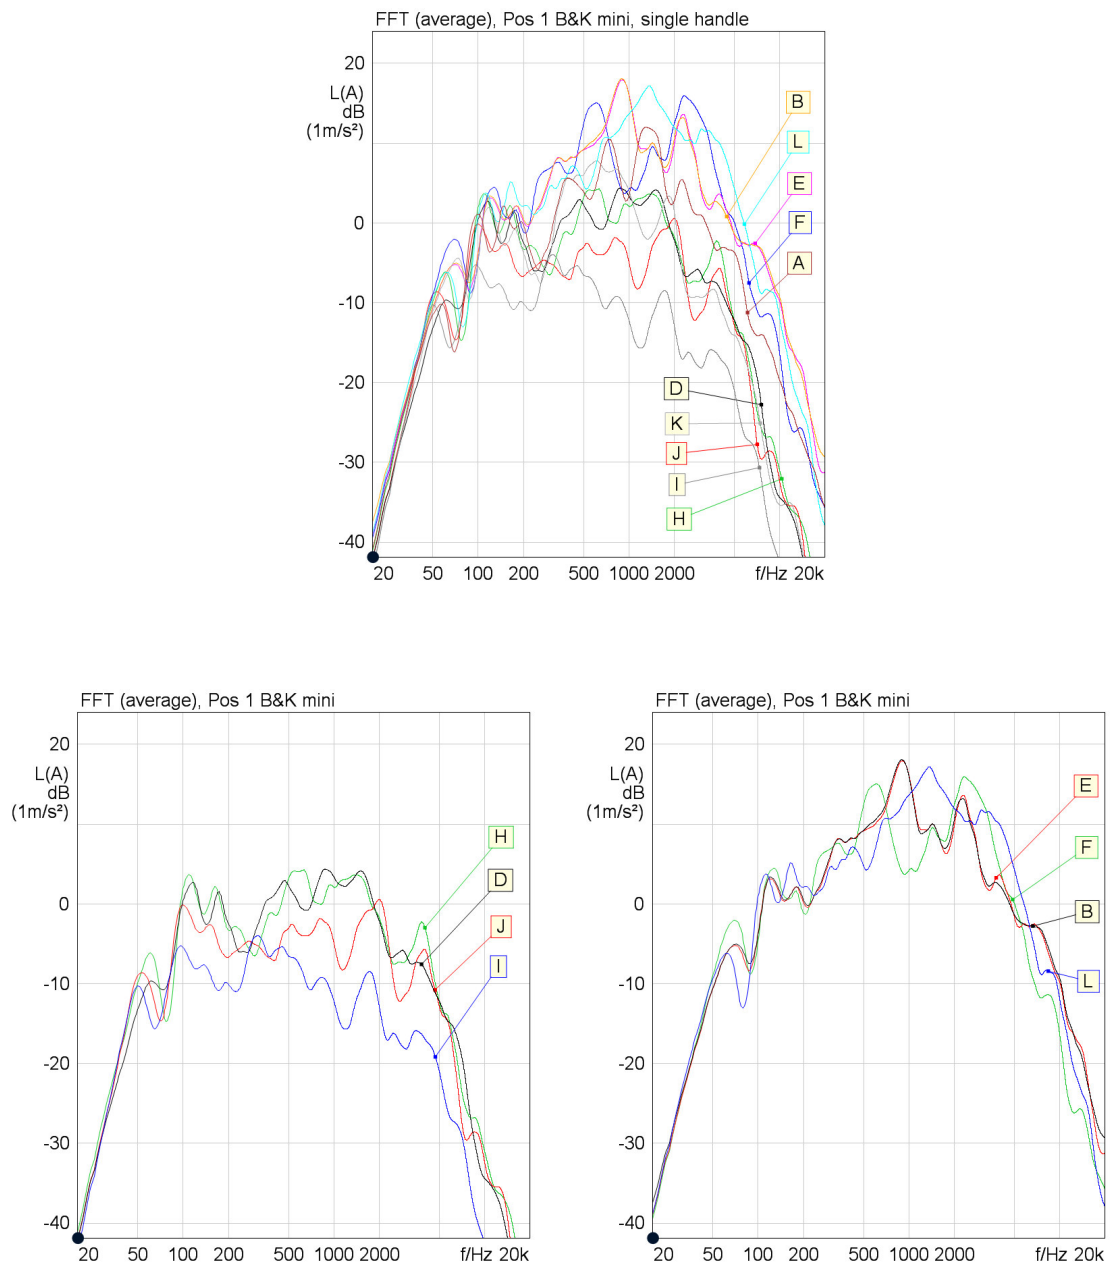 FFT (average), Pos 1 B&K mini, single handle
20
L(A)
dB
(1m/s²)
0
-10
-20
-30
-40
B
L
E
F
A
D
K
J
I
H
20 50 100 200 500 1000 2000 f/Hz 20k
FFT (average), Pos 1 B&K mini
20
L(A)
dB
(1m/s²)
0
-10
-20
-30
-40
H
D
J
I
20 50 100 200 500 1000 2000 f/Hz 20k
FFT (average), Pos 1 B&K mini
20
L(A)
dB
(1m/s²)
0
-10
-20
-30
-40
E
F
B
L
20 50 100 200 500 1000 2000 f/Hz 20k